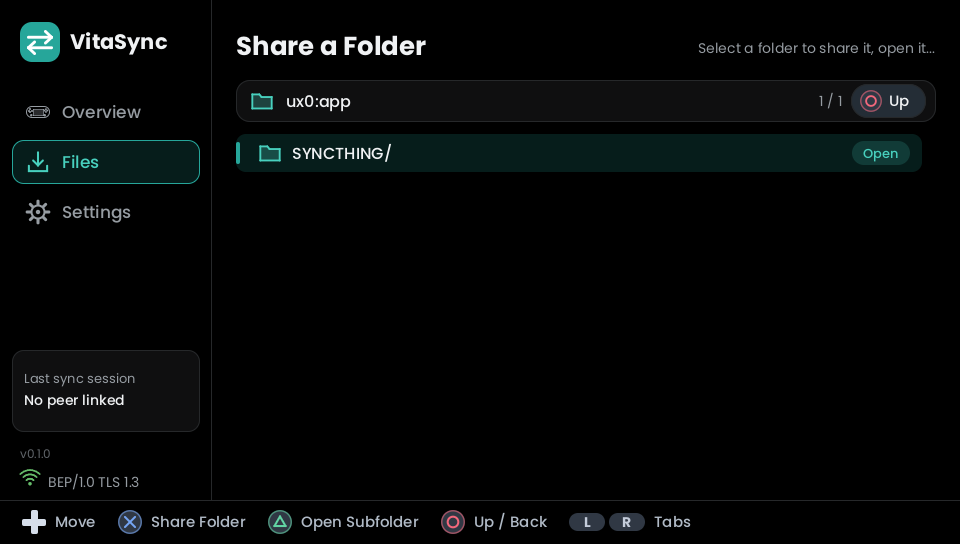 VitaSync
Overview
Files
Settings
Last sync session
No peer linked
v0.1.0
BEP/1.0 TLS 1.3
Share a Folder
Select a folder to share it, open it...
ux0:app
1 / 1
Up
SYNCTHING/
Open
Move
Share Folder
Open Subfolder
Up / Back
L
R
Tabs